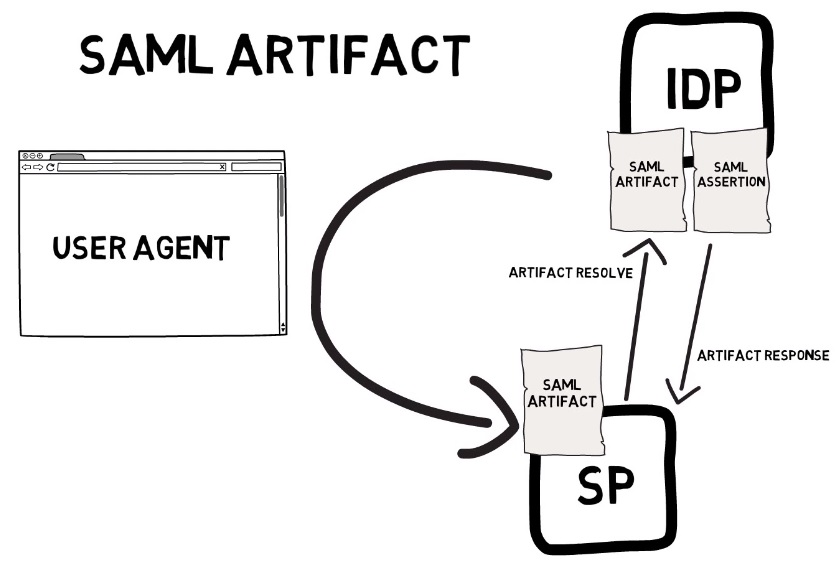 SAML ARTIFACT
IDP
SAML
ARTIFACT
SAML
ASSERTION
USER AGENT
ARTIFACT RESOLVE
ARTIFACT RESPONSE
SAML
ARTIFACT
SP